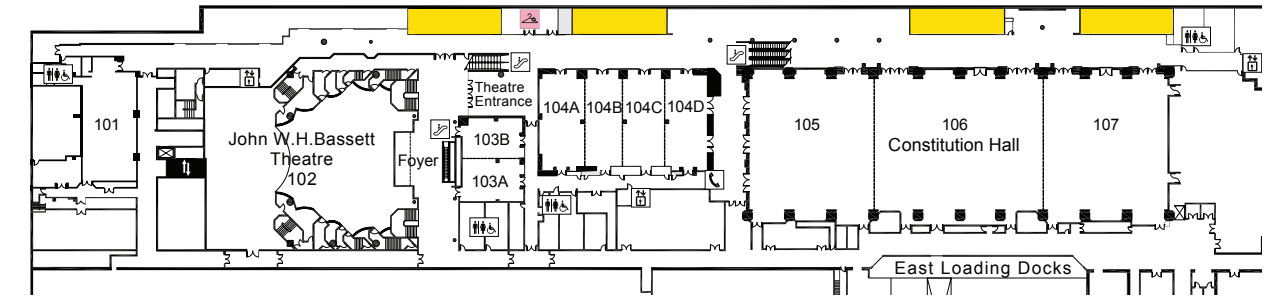 Theatre
Entrance
104A
104B
104C
104D
101
105
106
107
103B
John W.H.Bassett
Theatre
102
Foyer
Constitution Hall
103A
East Loading Docks